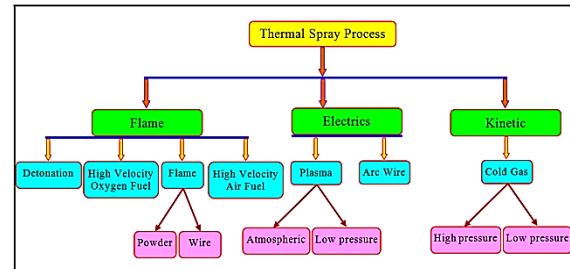 Thermal Spray Process
Flame
Electrics
Kinetic
Detonation
High Velocity
Oxygen Fuel
Flame
High Velocity
Air Fuel
Plasma
Arc Wire
Cold Gas
Powder
Wire
Atmospheric
Low pressure
High pressure
Low pressure